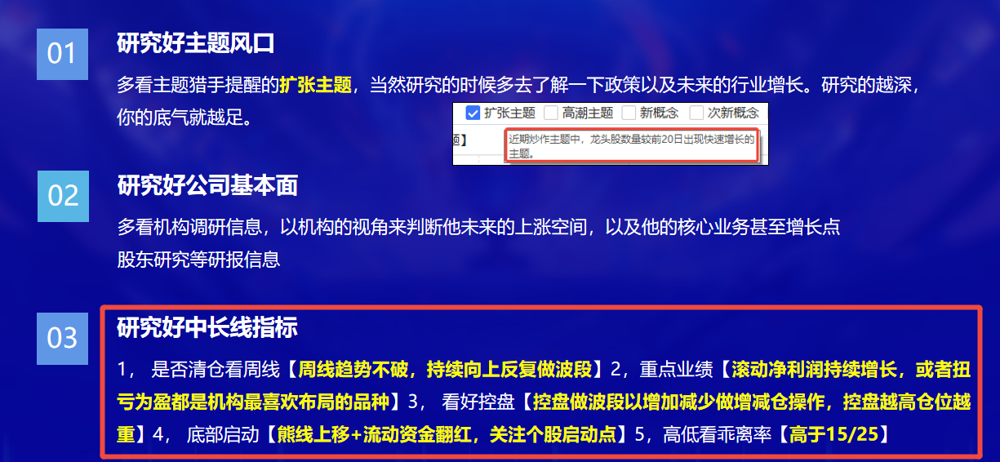 01
研究好主题风口
多看主题猎手提醒的扩张主题，当然研究的时候多去了解一下政策以及未来的行业增长。研究的越深，
你的底气就越足。
扩张主题 高潮主题 新概念 次新概念
】
近期炒作主题中，龙头股数量较前20日出现快速增长的
主题。
02
研究好公司基本面
多看机构调研信息，以机构的视角来判断他未来的上涨空间，以及他的核心业务甚至增长点
股东研究等研报信息
03
研究好中长线指标
1， 是否清仓看周线【周线趋势不破，持续向上反复做波段】2，重点业绩【滚动净利润持续增长，或者扭
亏为盈都是机构最喜欢布局的品种】3， 看好控盘【控盘做波段以增加减少做增减仓操作，控盘越高仓位越
重】4， 底部启动【熊线上移+流动资金翻红，关注个股启动点】5，高低看乖离率【高于15/25】